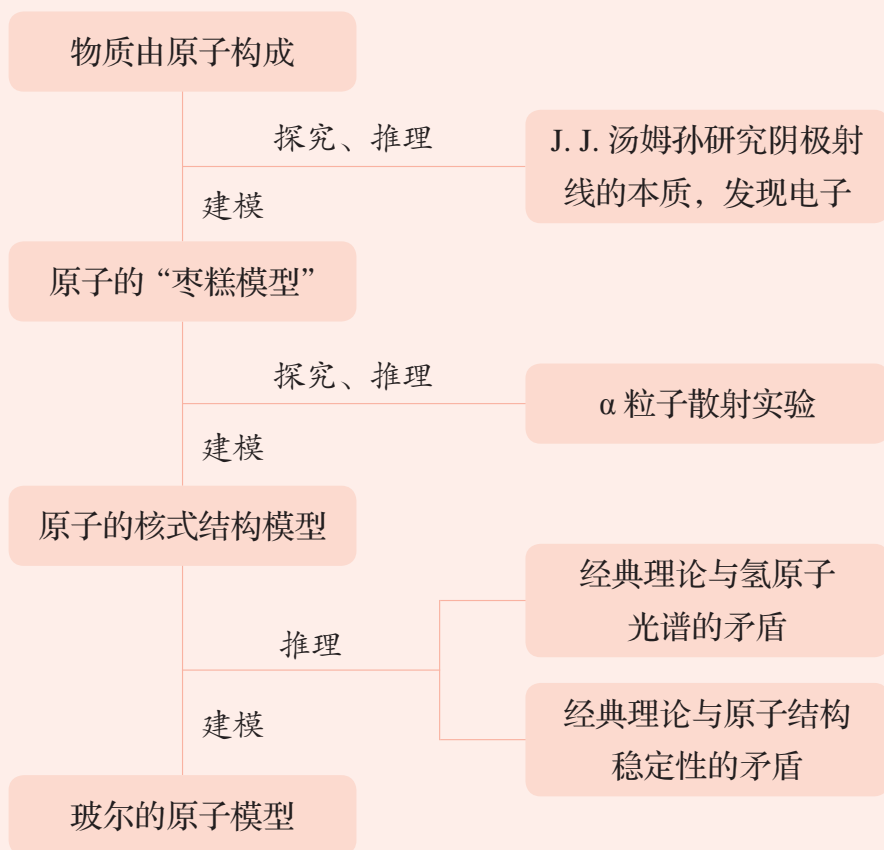 物质由原子构成
探究、推理
J. J. 汤姆孙研究阴极射
线的本质，发现电子
建模
原子的“枣糕模型”
探究、推理
α 粒子散射实验
建模
原子的核式结构模型
经典理论与氢原子
光谱的矛盾
推理
经典理论与原子结构
稳定性的矛盾
建模
玻尔的原子模型